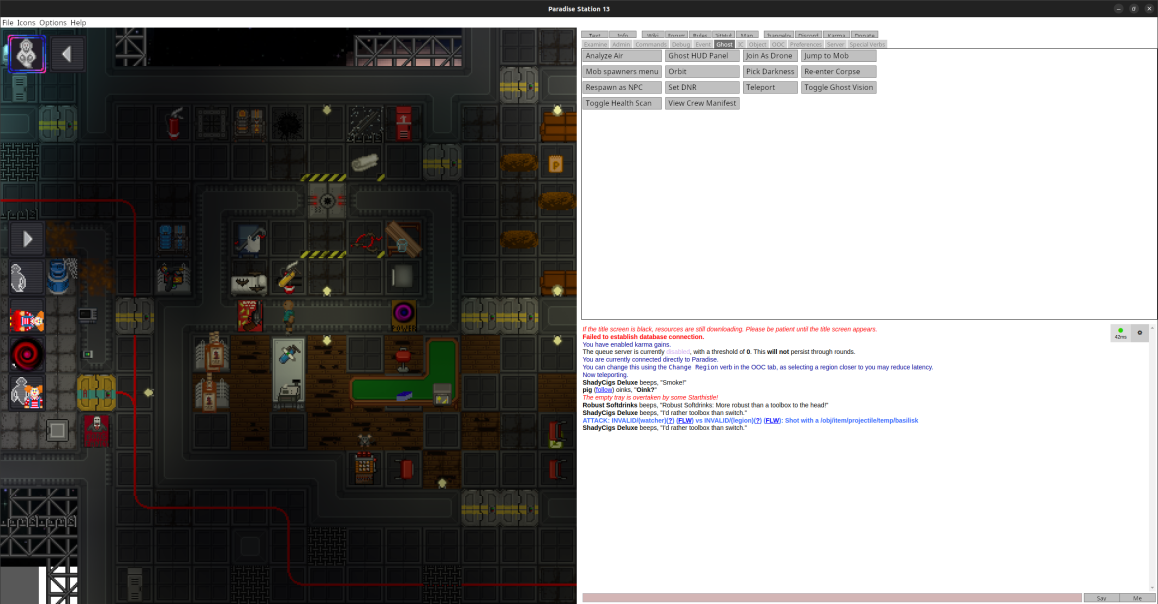 Paradise Station 13
File Icons Options Help
Text Info Wiki Forum Rules GitHub Map Changelog Discord Karma Donate
Examine Admin Commands Debug Event Ghost IC Object OOC Preferences Server Special Verbs
Analyze Air Ghost HUD Panel Join As Drone Jump to Mob
Mob spawners menu Orbit Pick Darkness Re-enter Corpse
Respawn as NPC Set DNR Teleport Toggle Ghost Vision
Toggle Health Scan View Crew Manifest
If the title screen is black, resources are still downloading. Please be patient until the title screen appears.
Failed to establish database connection.
You have enabled karma gains.
The queue server is currently disabled, with a threshold of 0. This will not persist through rounds.
You are currently connected directly to Paradise.
You can change this using the Change Region verb in the OOC tab, as selecting a region closer to you may reduce latency.
Now teleporting.
ShadyCigs Deluxe beeps, "Smoke!"
pig (follow) oinks, "Oink?"
The empty tray is overtaken by some Starthistle!
Robust Softdrinks beeps, "Robust Softdrinks: More robust than a toolbox to the head!"
ShadyCigs Deluxe beeps, "I'd rather toolbox than switch."
ATTACK: INVALID/(watcher)(?) (FLW) vs INVALID/(legion)(?) (FLW): Shot with a /obj/item/projectile/temp/basilisk
ShadyCigs Deluxe beeps, "I'd rather toolbox than switch."
42ms
P
Say Me